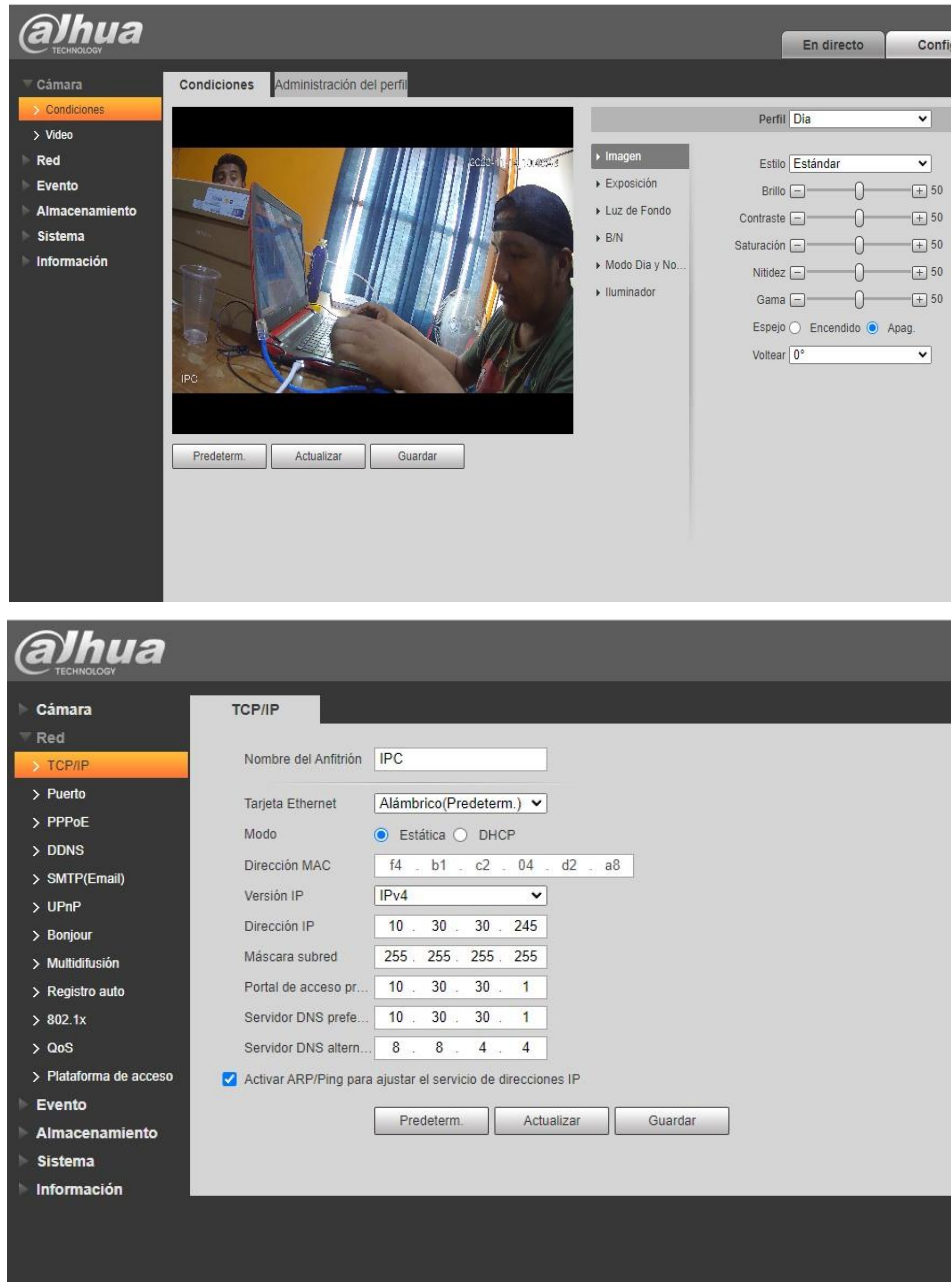 alhua
TECHNOLOGY
En directo
Confi
Cámara
Condiciones
Video
Red
Evento
Almacenamiento
Sistema
Información
Condiciones
Administración del perfil
IPC
Predeterm.
Actualizar
Guardar
Perfil
Dia
Imagen
Exposición
Luz de Fondo
B/N
Modo Dia y No...
Iluminador
Estilo Estándar
Brillo 50
Contraste 50
Saturación 50
Nitidez 50
Gama 50
Espejo Encendido Apag.
Voltear 0°
alhua
TECHNOLOGY
Cámara
Red
TCP/IP
Puerto
PPPoE
DDNS
SMTP(Email)
UPnP
Bonjour
Multidifusión
Registro auto
802.1x
QoS
Plataforma de acceso
Evento
Almacenamiento
Sistema
Información
TCP/IP
Nombre del Anfitrión IPC
Tarjeta Ethernet Alámbrico(Predeterm.)
Modo Estática DHCP
Dirección MAC f4 . b1 . c2 . 04 . d2 . a8
Versión IP IPv4
Dirección IP 10 . 30 . 30 . 245
Máscara subred 255 . 255 . 255 . 255
Portal de acceso pr... 10 . 30 . 30 . 1
Servidor DNS prefe... 10 . 30 . 30 . 1
Servidor DNS altern... 8 . 8 . 4 . 4
Activar ARP/Ping para ajustar el servicio de direcciones IP
Predeterm.
Actualizar
Guardar